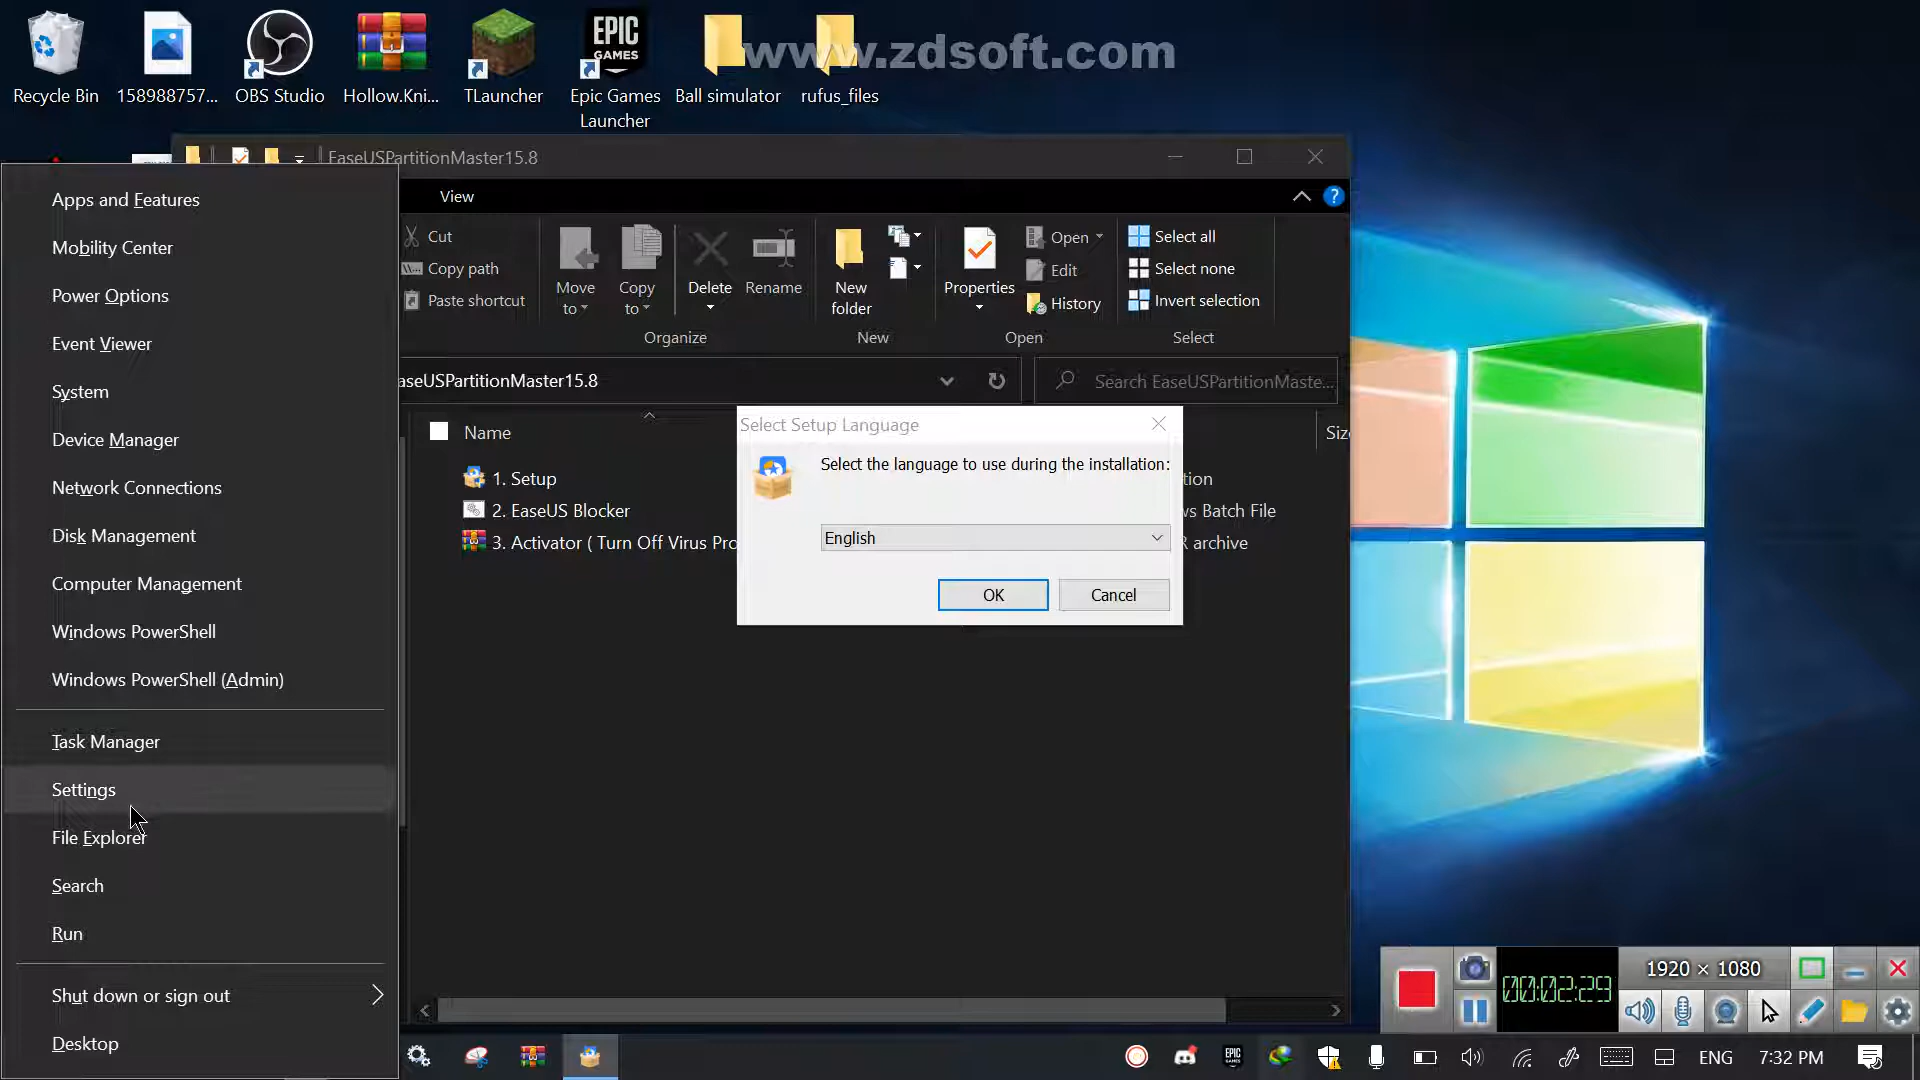 www.zdsoft.com
EPIC
GAMES
Recycle Bin
158988757...
OBS Studio
Hollow.Kni...
TLauncher
Epic Games
Launcher
Ball simulator
rufus_files
EaseUSPartitionMaster15.8
View
Cut
Copy path
Paste shortcut
Move
to
Copy
to
Delete
Rename
New
folder
Properties
Open
Edit
History
Select all
Select none
Invert selection
Organize
New
Open
Select
aseUSPartitionMaster15.8
Search EaseUSPartitionMaste...
Name
Siz
1. Setup
tion
2. EaseUS Blocker
ws Batch File
3. Activator ( Turn Off Virus Pro
R archive
Select Setup Language
Select the language to use during the installation:
English
OK
Cancel
Apps and Features
Mobility Center
Power Options
Event Viewer
System
Device Manager
Network Connections
Disk Management
Computer Management
Windows PowerShell
Windows PowerShell (Admin)
Task Manager
Settings
File Explorer
Search
Run
Shut down or sign out
Desktop
1920 × 1080
00:02:29
EPIC
ENG
7:32 PM